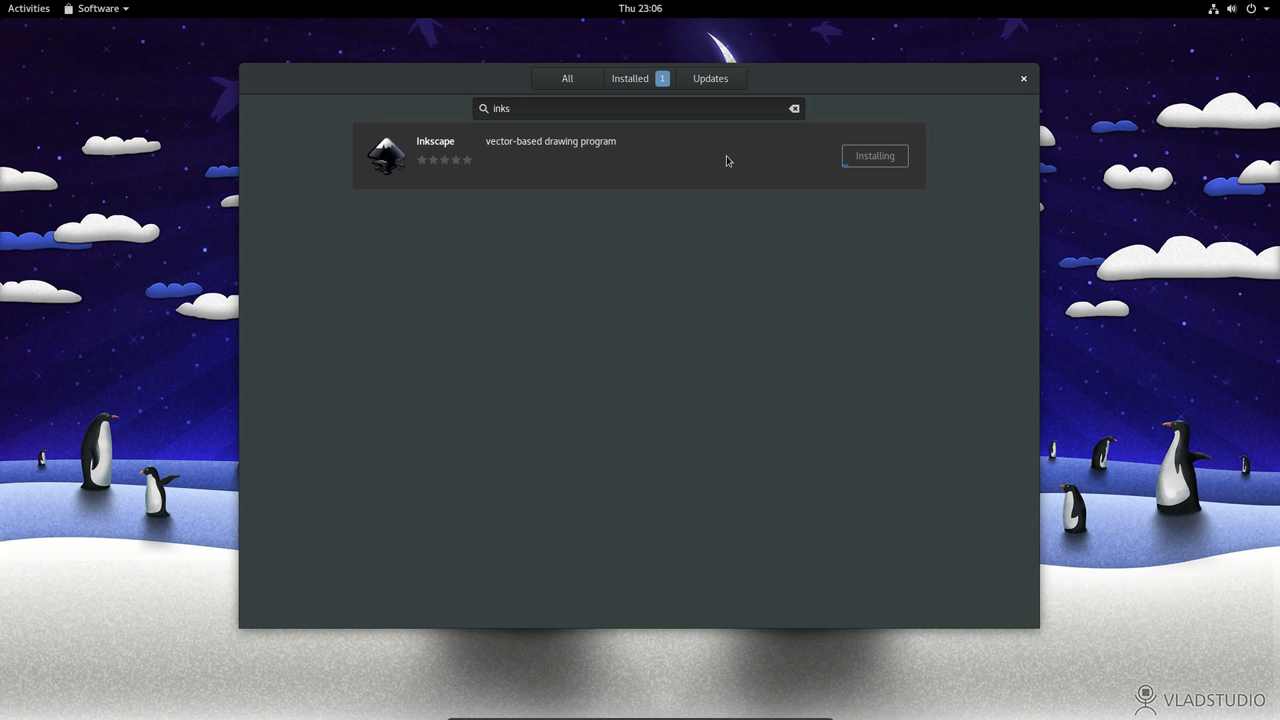 Activities Software Thu 23:06
All Installed 1 Updates
inks
Inkscape vector-based drawing program
Installing
VLADSTUDIO